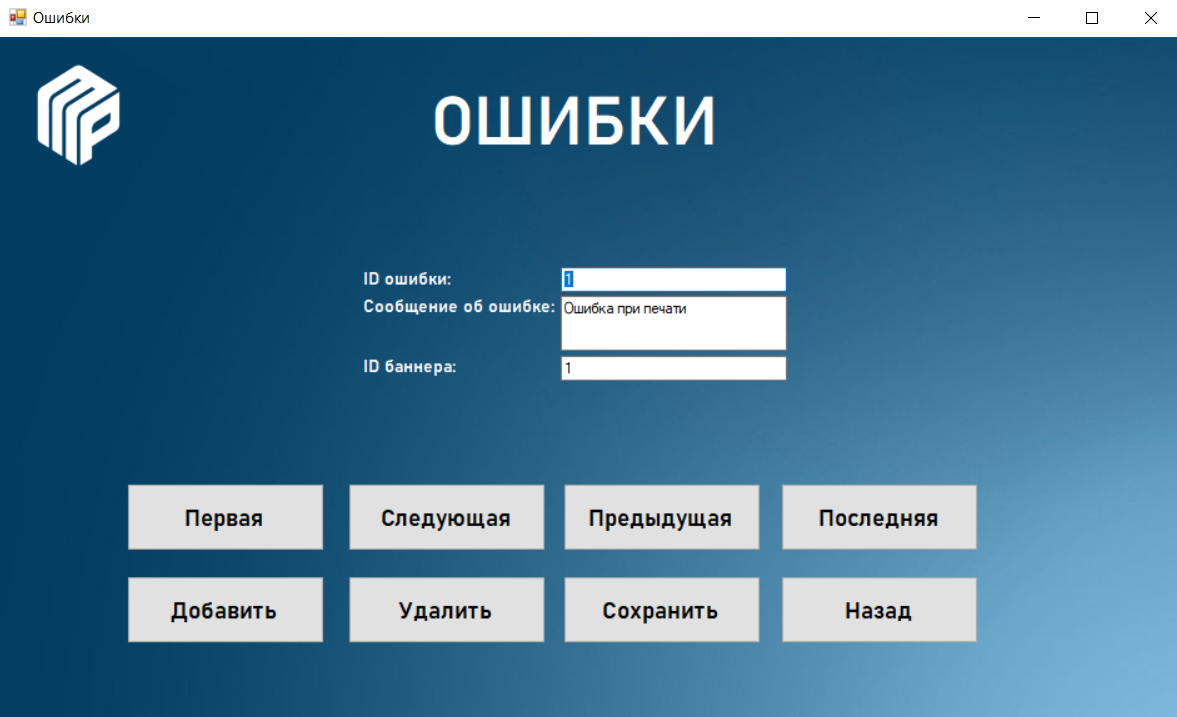 Ошибки
ОШИБКИ
ID ошибки: 1
Сообщение об ошибке: Ошибка при печати
ID баннера: 1
Первая Следующая Предыдущая Последняя
Добавить Удалить Сохранить Назад